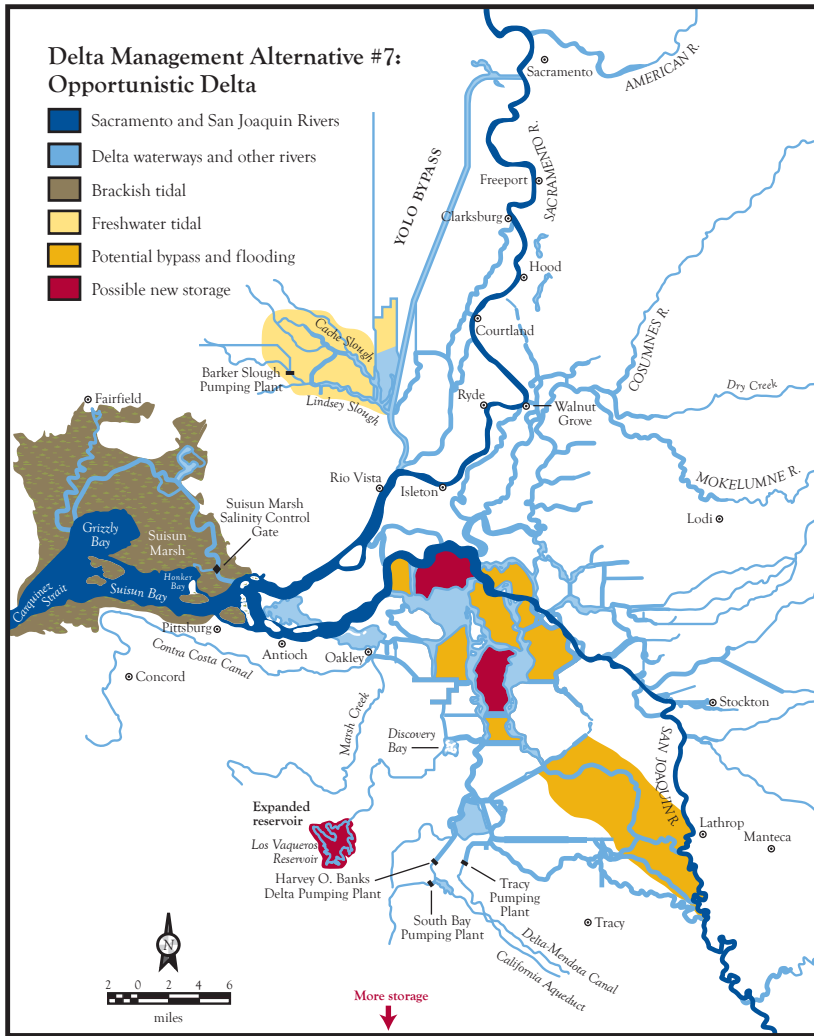 Delta Management Alternative #7:
Opportunistic Delta
Sacramento and San Joaquin Rivers
Delta waterways and other rivers
Brackish tidal
Freshwater tidal
Potential bypass and flooding
Possible new storage
Sacramento
AMERICAN R.
YOLO BYPASS
SACRAMENTO R.
Freeport
Clarksburg
Hood
Courtland
COSUMNES R.
Cache Slough
Barker Slough
Pumping Plant
Lindsey Slough
Fairfield
Ryde
Walnut
Grove
Dry Creek
MOKELUMNE R.
Rio Vista
Isleton
Lodi
Suisun Marsh
Salinity Control
Gate
Grizzly
Bay
Suisun
Marsh
Honker
Bay
Suisun Bay
Carquinez
Strait
Pittsburg
Antioch
Oakley
Contra Costa Canal
Concord
Marsh Creek
Stockton
Discovery
Bay
SAN JOAQUIN R.
Expanded
reservoir
Los Vaqueros
Reservoir
Lathrop
Manteca
Harvey O. Banks
Delta Pumping Plant
Tracy
Pumping
Plant
South Bay
Pumping Plant
Tracy
Delta-Mendota Canal
California Aqueduct
N
2 0 2 4 6
miles
More storage